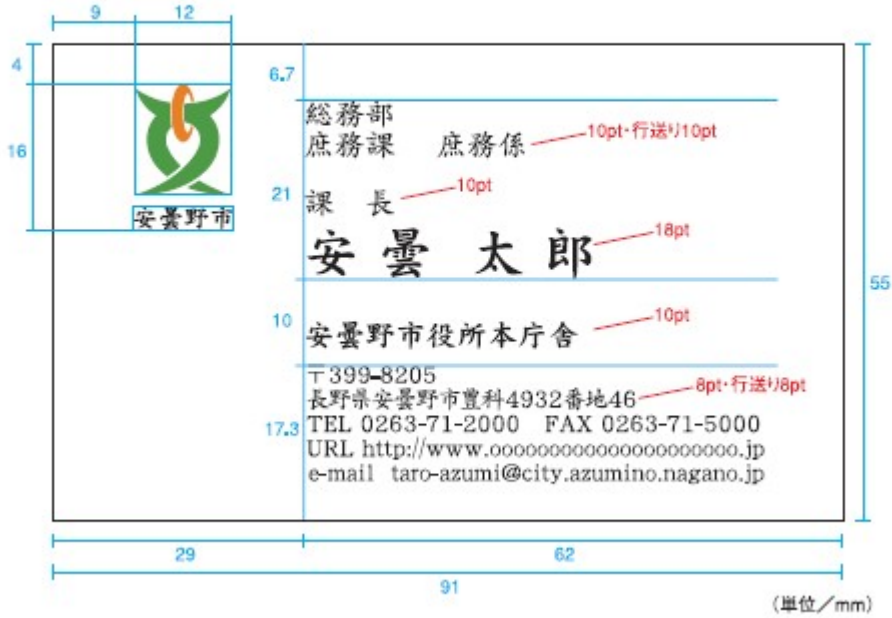 9
12
4
6.7
総務部
庶務課 庶務係
10pt・行送り10pt
16
21
課 長
10pt
安曇野市
安 曇 太 郎
18pt
55
10
安曇野市役所本庁舎
10pt
〒399-8205
長野県安曇野市豊科4932番地46
8pt・行送り8pt
17.3
TEL 0263-71-2000 FAX 0263-71-5000
URL http://www.ooooooooooooooooooooo.jp
e-mail taro-azumi@city.azumino.nagano.jp
29
62
91
(単位/mm)